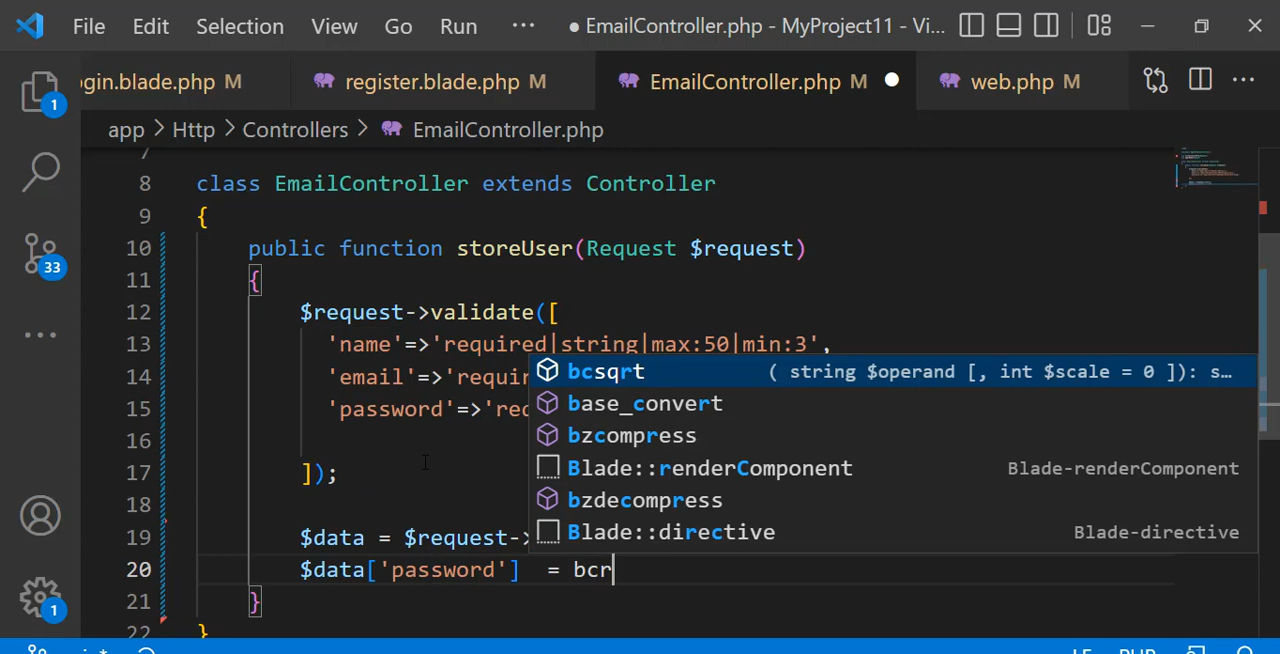 File Edit Selection View Go Run ··· ● EmailController.php - MyProject11 - Vi...
gin.blade.php M register.blade.php M EmailController.php M ● web.php M ···
app > Http > Controllers > EmailController.php
1
33
1
7
8 class EmailController extends Controller
9 {
10 public function storeUser(Request $request)
11 {
12 $request->validate([
13 'name'=>'required|string|max:50|min:3',
14 'email'=>'requir
15 'password'=>'req
16
17 ]);
18
19 $data = $request->
20 $data['password'] = bcr
21 }
22 }
bcsqrt ( string $operand [, int $scale = 0 ]): s…
base_convert
bzcompress
Blade::renderComponent Blade-renderComponent
bzdecompress
Blade::directive Blade-directive
LF PHP